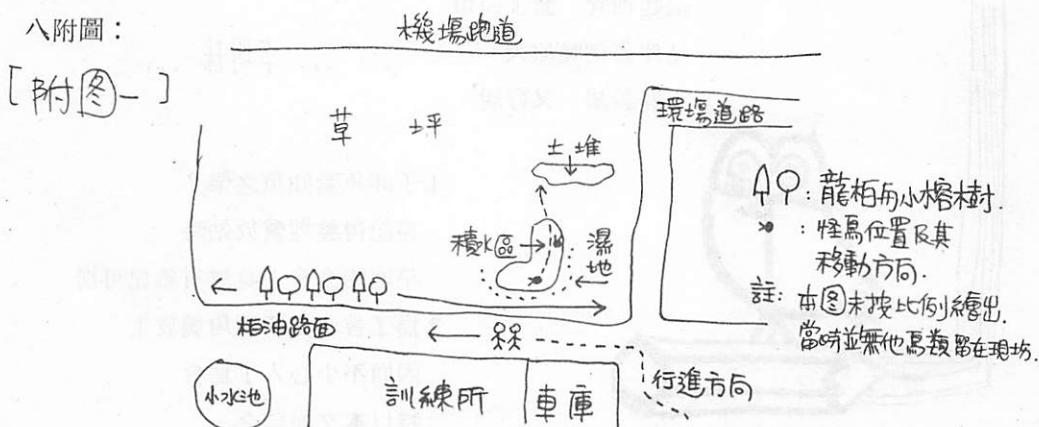 八附圖：
機場跑道
[附图一]
環場道路
草坪
土堆
龍柏與小榕樹.
積水區
濕地
：怪鳥位置及其
移動方向.
註：本图未按比例繪出.
當時並無他鳥類留在現場.
柏油路面
行進方向
小水池
訓練所
車庫